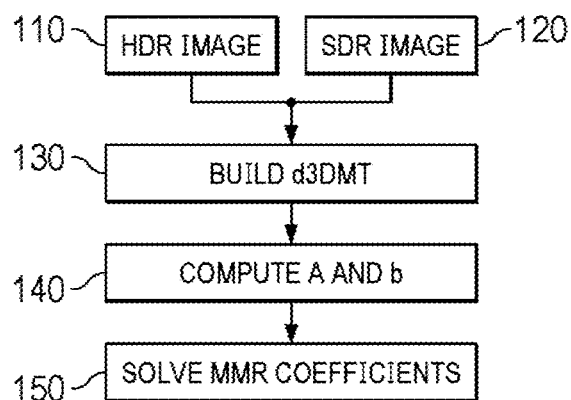 110 HDR IMAGE SDR IMAGE 120
130 BUILD d3DMT
140 COMPUTE A AND b
150 SOLVE MMR COEFFICIENTS